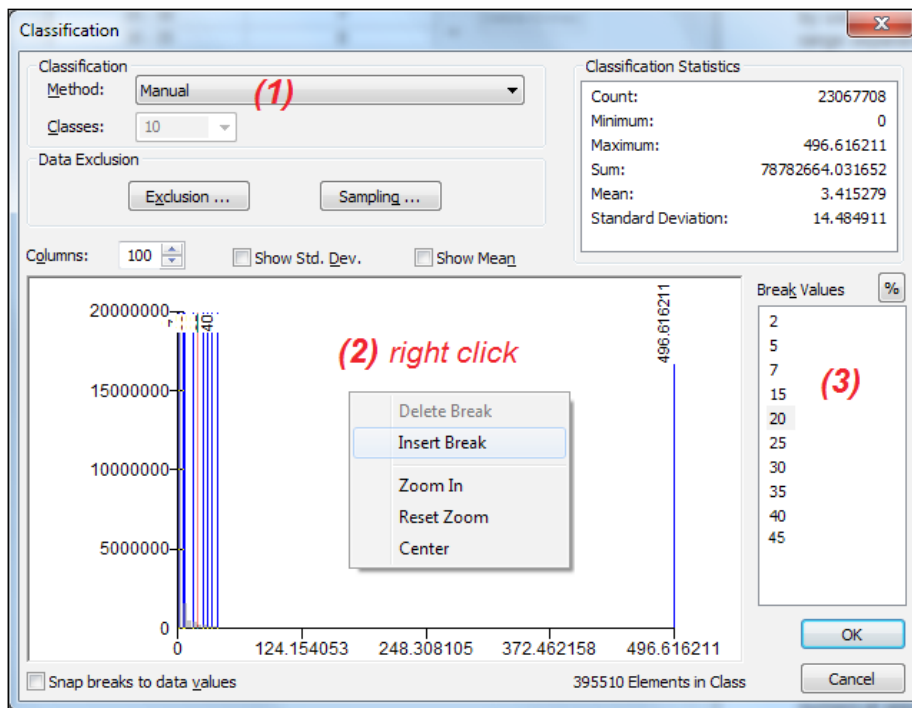 Classification
Classification
Method: Manual (1)
Classes: 10
Data Exclusion
Exclusion ...
Sampling ...
Classification Statistics
Count: 23067708
Minimum: 0
Maximum: 496.616211
Sum: 78782664.031652
Mean: 3.415279
Standard Deviation: 14.484911
Columns: 100
Show Std. Dev.
Show Mean
Break Values %
20000000
15000000
10000000
5000000
0
40
496.616211
(2) right click
Delete Break
Insert Break
Zoom In
Reset Zoom
Center
0 124.154053 248.308105 372.462158 496.616211
2
5
7
15
20
25
30
35
40
45
(3)
OK
Snap breaks to data values
395510 Elements in Class
Cancel